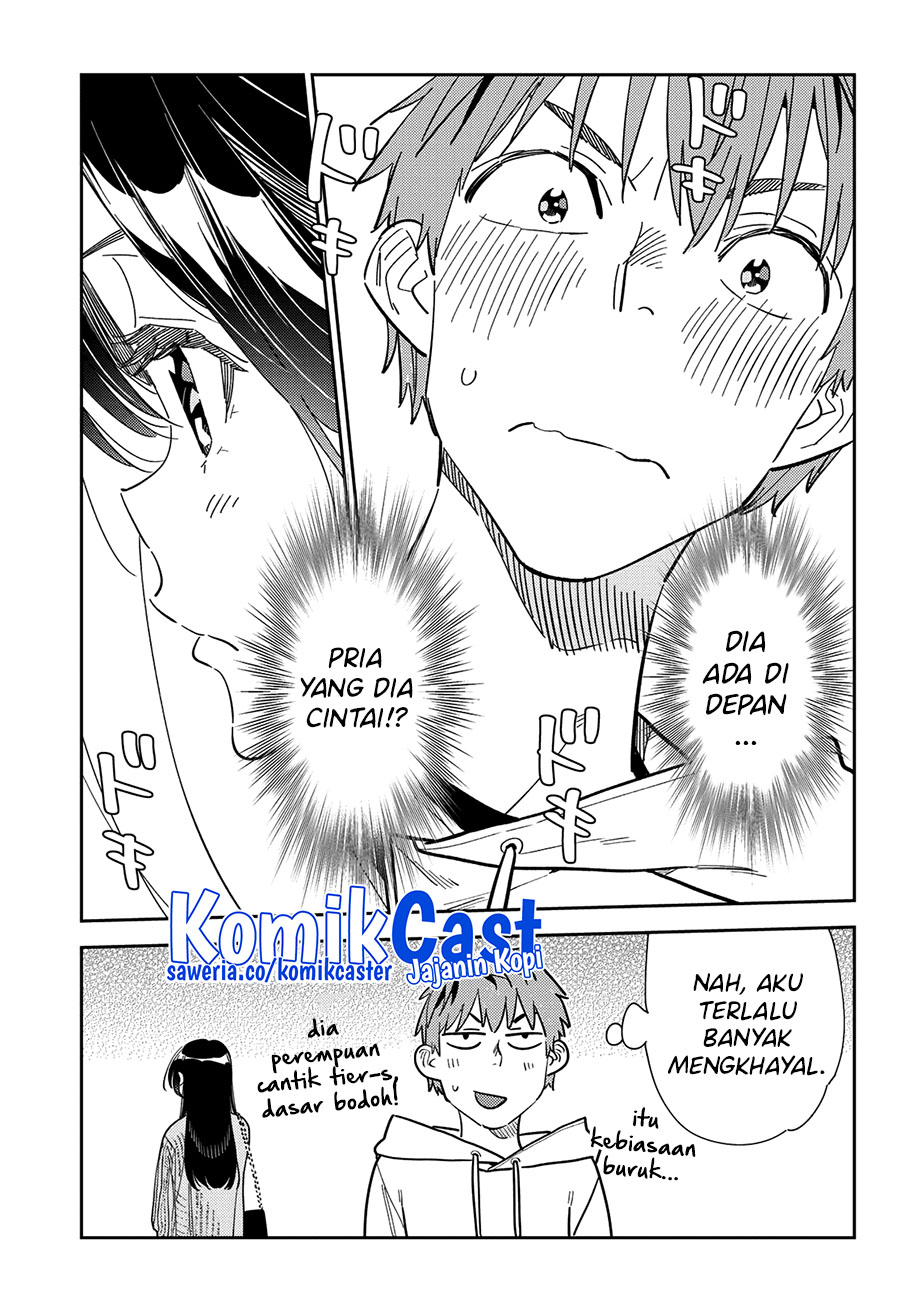 ドド
キキ
DIA
ADA DI
DEPAN
...
PRIA
YANG DIA
CINTAI!?
ドキ
ドキ
KomikCast
saweria.co/komikcaster Jajanin Kopi
NAH, AKU
TERLALU
BANYAK
MENGKHAYAL.
itu
kebiasaan
buruk...
dia
perempuan
cantik tier-s,
dasar bodoh!